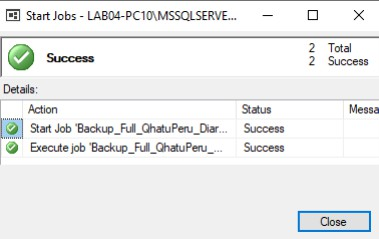 Start Jobs - LAB04-PC10\MSSQLSERVE...
Success
2 Total
2 Success
Details:
Action Status Messa
Start Job 'Backup_Full_QhatuPeru_Diar... Success
Execute job 'Backup_Full_QhatuPeru_... Success
Close